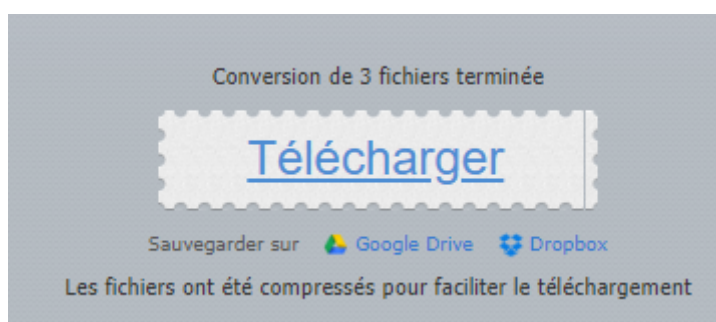 Conversion de 3 fichiers terminée
Télécharger
Sauvegarder sur Google Drive Dropbox
Les fichiers ont été compressés pour faciliter le téléchargement